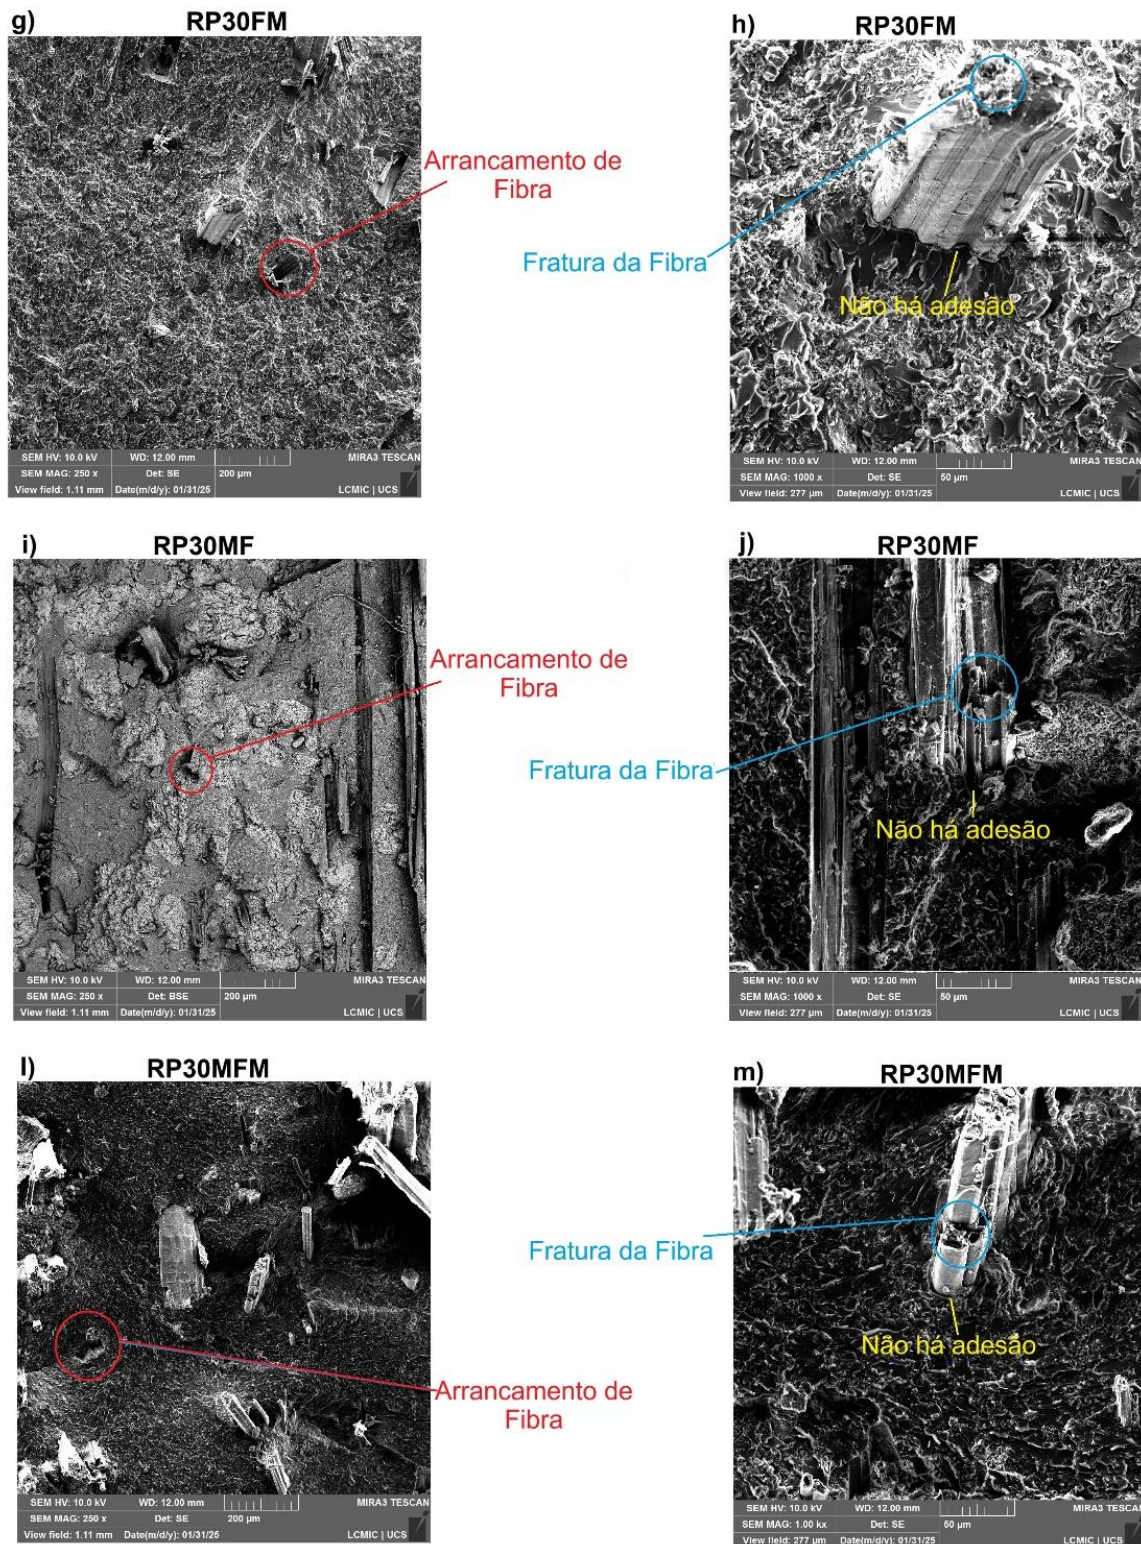 g)
RP30FM
h)
RP30FM
Arrancamento de
Fibra
Fratura da Fibra
Não há adesão
SEM HV: 10.0 kV WD: 12.00 mm MIRA3 TESCAN
SEM MAG: 250 x Det: SE 200 µm
View field: 1.11 mm Date(m/d/y): 01/31/25 LCMIC | UCS
SEM HV: 10.0 kV WD: 12.00 mm MIRA3 TESCAN
SEM MAG: 1000 x Det: SE 50 µm
View field: 277 µm Date(m/d/y): 01/31/25 LCMIC | UCS
i)
RP30MF
j)
RP30MF
Arrancamento de
Fibra
Fratura da Fibra
Não há adesão
SEM HV: 10.0 kV WD: 12.00 mm MIRA3 TESCAN
SEM MAG: 250 x Det: BSE 200 µm
View field: 1.11 mm Date(m/d/y): 01/31/25 LCMIC | UCS
SEM HV: 10.0 kV WD: 12.00 mm MIRA3 TESCAN
SEM MAG: 1000 x Det: SE 50 µm
View field: 277 µm Date(m/d/y): 01/31/25 LCMIC | UCS
l)
RP30MFM
m)
RP30MFM
Fratura da Fibra
Não há adesão
Arrancamento de
Fibra
SEM HV: 10.0 kV WD: 12.00 mm MIRA3 TESCAN
SEM MAG: 250 x Det: SE 200 µm
View field: 1.11 mm Date(m/d/y): 01/31/25 LCMIC | UCS
SEM HV: 10.0 kV WD: 12.00 mm MIRA3 TESCAN
SEM MAG: 1.00 kx Det: SE 50 µm
View field: 277 µm Date(m/d/y): 01/31/25 LCMIC | UCS